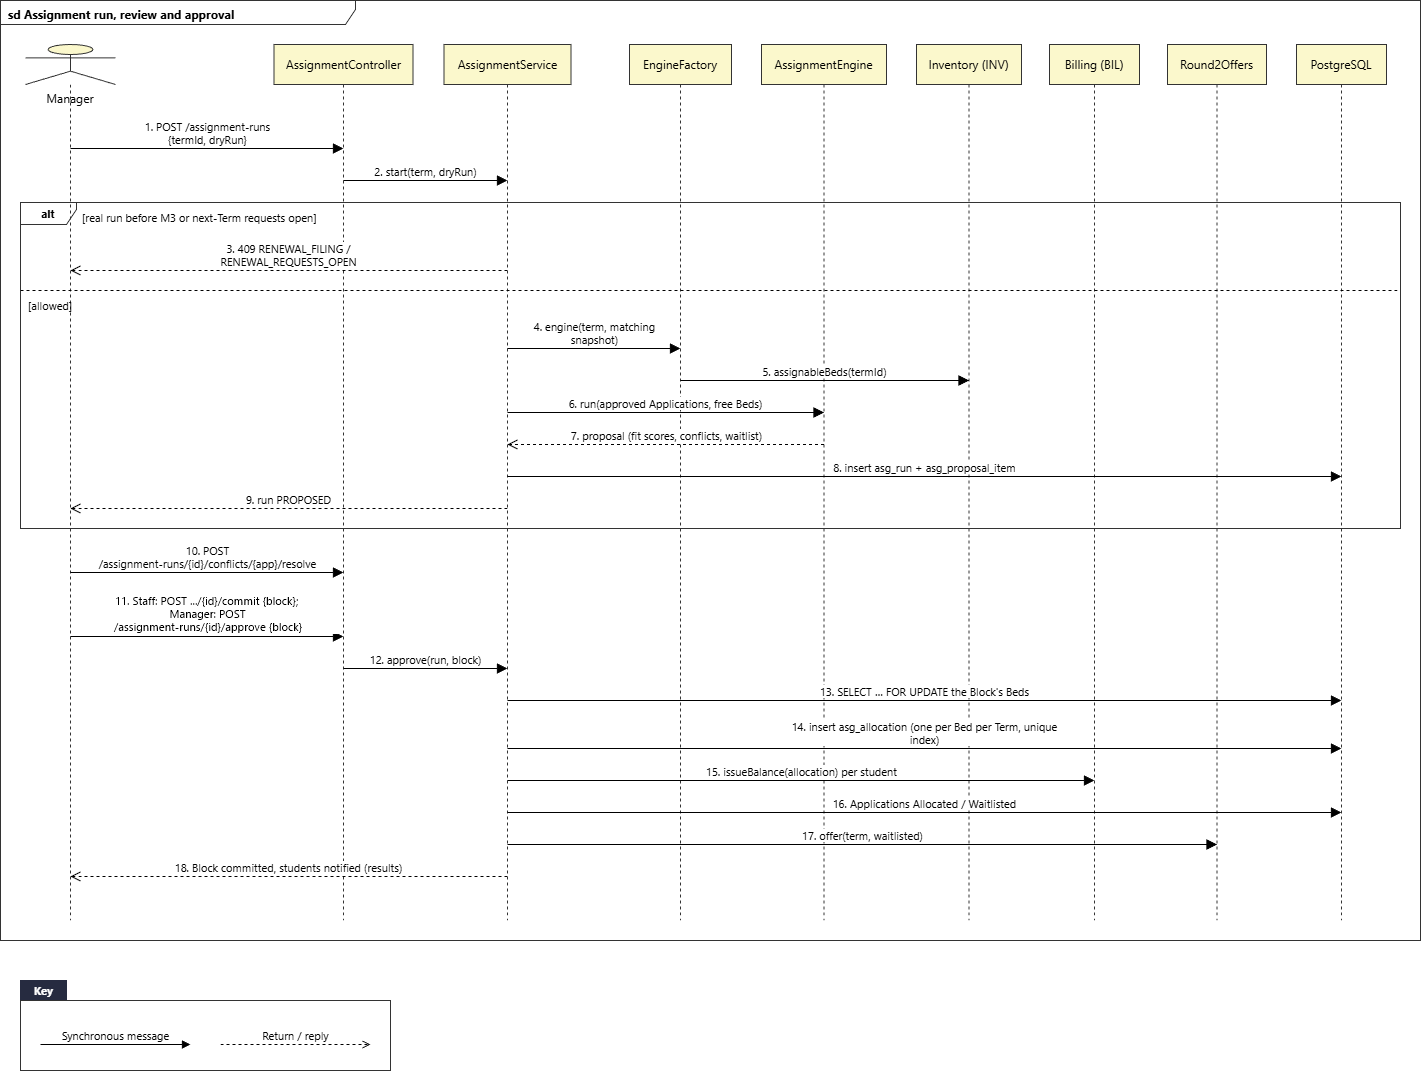 sd Assignment run, review and approval
Manager
AssignmentController
AssignmentService
EngineFactory
AssignmentEngine
Inventory (INV)
Billing (BIL)
Round2Offers
PostgreSQL
1. POST /assignment-runs
{termId, dryRun}
2. start(term, dryRun)
alt
[real run before M3 or next-Term requests open]
3. 409 RENEWAL_FILING /
RENEWAL_REQUESTS_OPEN
[allowed]
4. engine(term, matching
snapshot)
5. assignableBeds(termId)
6. run(approved Applications, free Beds)
7. proposal (fit scores, conflicts, waitlist)
8. insert asg_run + asg_proposal_item
9. run PROPOSED
10. POST
/assignment-runs/{id}/conflicts/{app}/resolve
11. Staff: POST .../{id}/commit {block};
Manager: POST
/assignment-runs/{id}/approve {block}
12. approve(run, block)
13. SELECT ... FOR UPDATE the Block's Beds
14. insert asg_allocation (one per Bed per Term, unique
index)
15. issueBalance(allocation) per student
16. Applications Allocated / Waitlisted
17. offer(term, waitlisted)
18. Block committed, students notified (results)
Key
Synchronous message
Return / reply